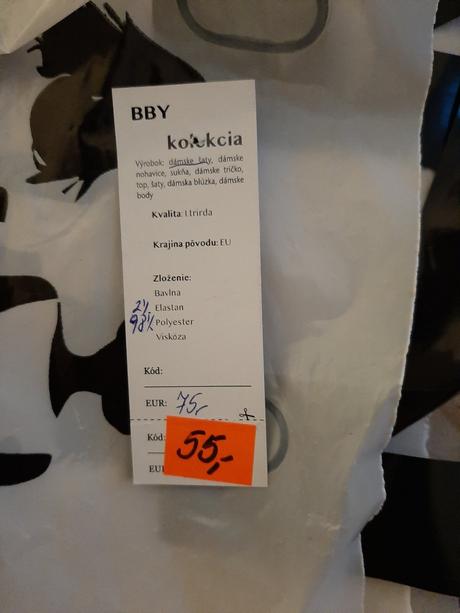 BBY
kolekcia
Výrobok: dámske šaty, dámske
nohavice, sukňa, dámske tričko,
top, šaty, dámska blúzka, dámske
body
Kvalita: I.trieda
Krajina pôvodu: EU
Zloženie:
Bavlna
2% Elastan
98% Polyester
Viskóza
Kód:
EUR: 75,-
Kód:
55,-
EU